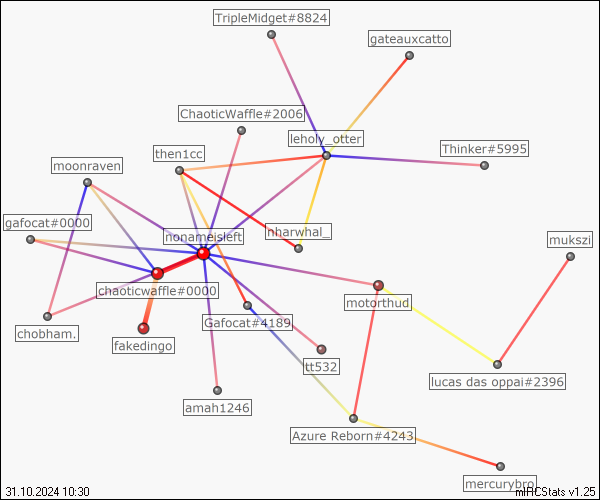 TripleMidget#8824
gateauxcatto
ChaoticWaffle#2006
leholy_otter
then1cc
Thinker#5995
moonraven
gafocat#0000
nonameisleft
nharwhal_
mukszi
chaoticwaffle#0000
motorthud_
Gafocat#4189
chobham.
fakedingo
tt532
lucas das oppai#2396
amah1246
Azure Reborn#4243
mercurybro_
31.10.2024 10:30
mIRCStats v1.25